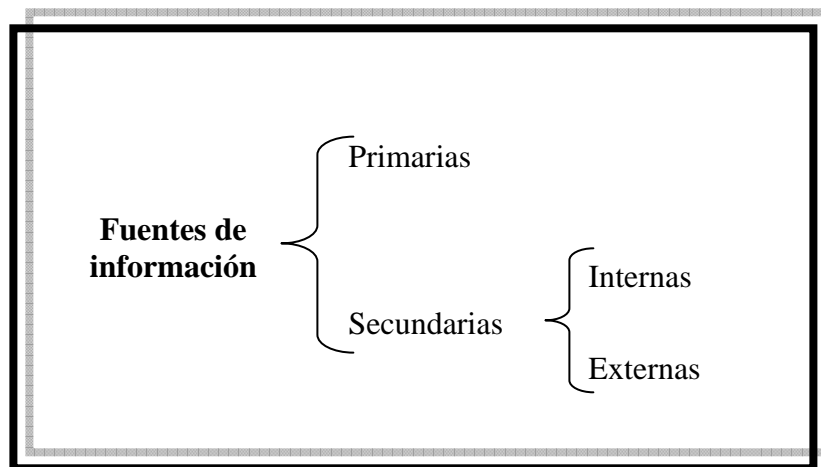 Fuentes de
información
Primarias
Secundarias
Internas
Externas